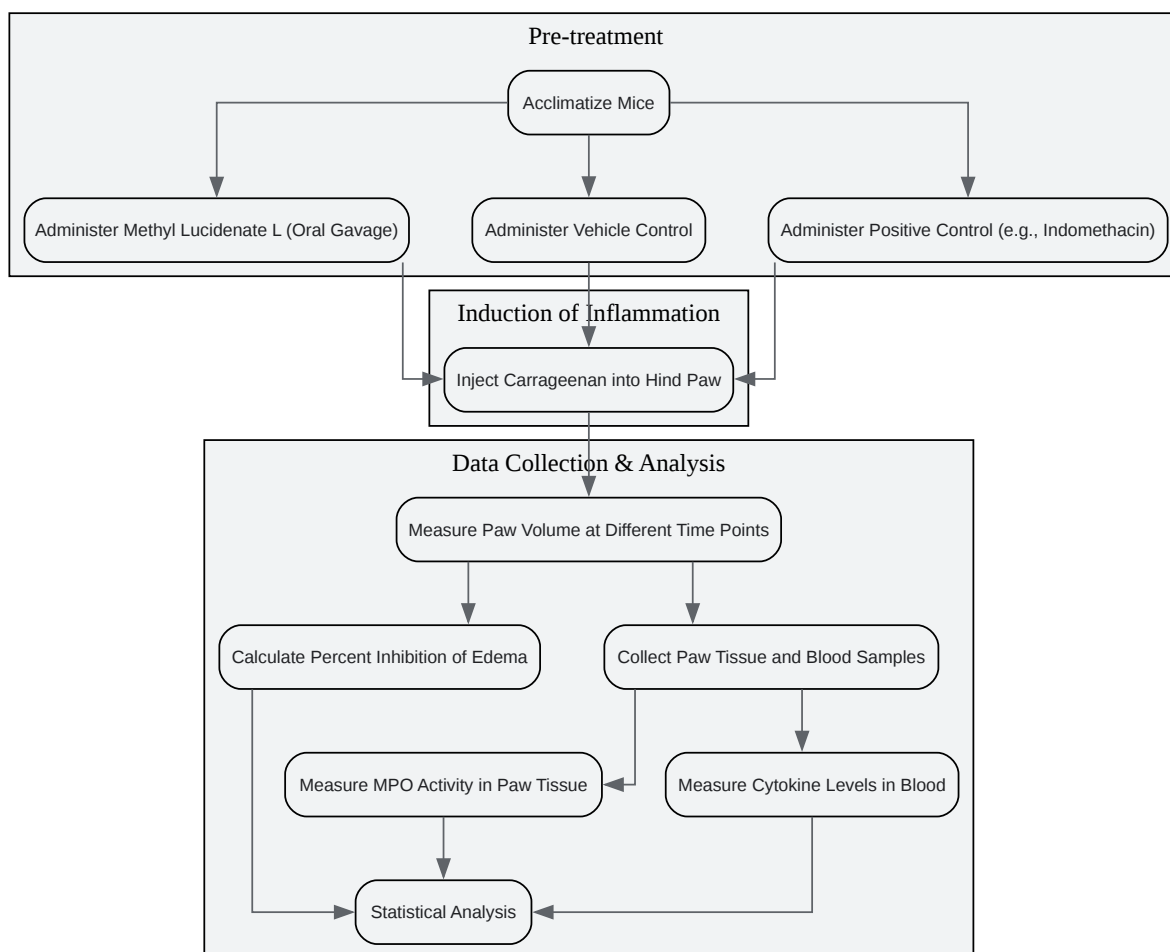 Pre-treatment
Acclimatize Mice
Administer Methyl Lucidenate L (Oral Gavage)
Administer Vehicle Control
Administer Positive Control (e.g., Indomethacin)
Induction of Inflammation
Inject Carrageenan into Hind Paw
Data Collection & Analysis
Measure Paw Volume at Different Time Points
Calculate Percent Inhibition of Edema
Collect Paw Tissue and Blood Samples
Measure MPO Activity in Paw Tissue
Measure Cytokine Levels in Blood
Statistical Analysis